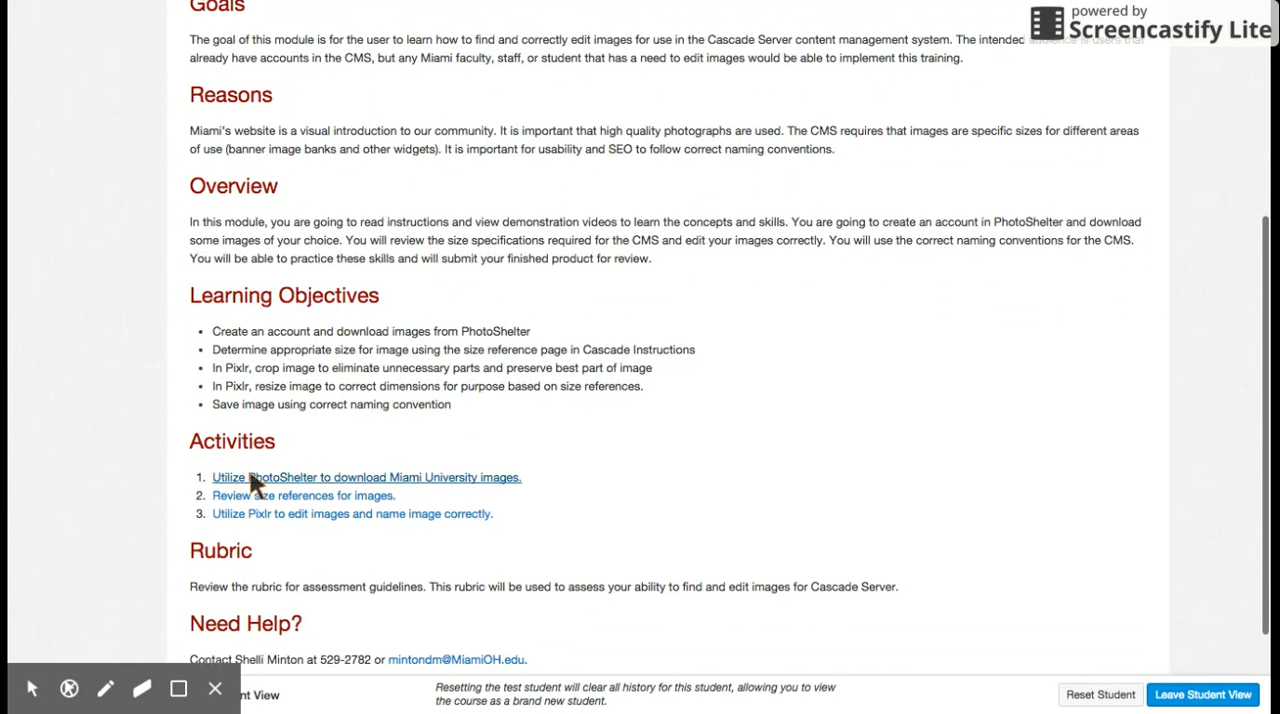 Goals
powered by
Screencastify Lite
The goal of this module is for the user to learn how to find and correctly edit images for use in the Cascade Server content management system. The intended audience is users that
already have accounts in the CMS, but any Miami faculty, staff, or student that has a need to edit images would be able to implement this training.
Reasons
Miami's website is a visual introduction to our community. It is important that high quality photographs are used. The CMS requires that images are specific sizes for different areas
of use (banner image banks and other widgets). It is important for usability and SEO to follow correct naming conventions.
Overview
In this module, you are going to read instructions and view demonstration videos to learn the concepts and skills. You are going to create an account in PhotoShelter and download
some images of your choice. You will review the size specifications required for the CMS and edit your images correctly. You will use the correct naming conventions for the CMS.
You will be able to practice these skills and will submit your finished product for review.
Learning Objectives
• Create an account and download images from PhotoShelter
• Determine appropriate size for image using the size reference page in Cascade Instructions
• In Pixlr, crop image to eliminate unnecessary parts and preserve best part of image
• In Pixlr, resize image to correct dimensions for purpose based on size references.
• Save image using correct naming convention
Activities
1. Utilize PhotoShelter to download Miami University images.
2. Review size references for images.
3. Utilize Pixlr to edit images and name image correctly.
Rubric
Review the rubric for assessment guidelines. This rubric will be used to assess your ability to find and edit images for Cascade Server.
Need Help?
Contact Shelli Minton at 529-2782 or mintondm@MiamiOH.edu.
nt View
Resetting the test student will clear all history for this student, allowing you to view
the course as a brand new student.
Reset Student
Leave Student View